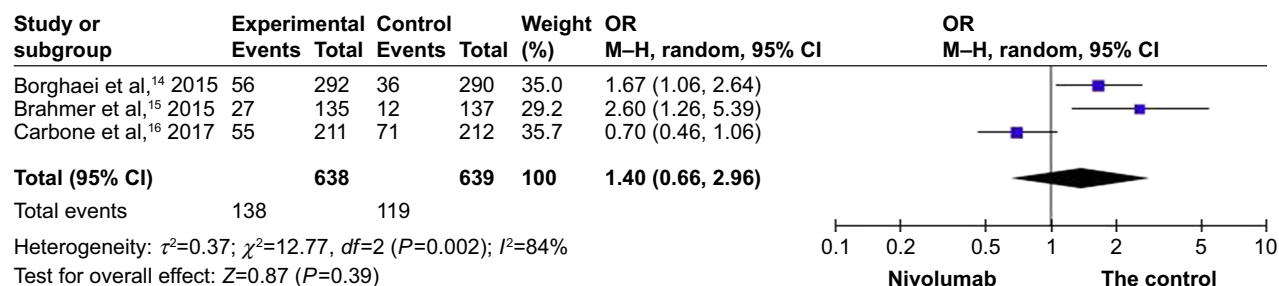 Study or Experimental Control Weight OR OR
subgroup Events Total Events Total (%) M–H, random, 95% CI M–H, random, 95% CI
Borghaei et al,¹⁴ 2015 56 292 36 290 35.0 1.67 (1.06, 2.64)
Brahmer et al,¹⁵ 2015 27 135 12 137 29.2 2.60 (1.26, 5.39)
Carbone et al,¹⁶ 2017 55 211 71 212 35.7 0.70 (0.46, 1.06)
Total (95% CI) 638 639 100 1.40 (0.66, 2.96)
Total events 138 119
Heterogeneity: τ²=0.37; χ²=12.77, df=2 (P=0.002); I²=84%
Test for overall effect: Z=0.87 (P=0.39)
0.1 0.2 0.5 1 2 5 10
Nivolumab The control